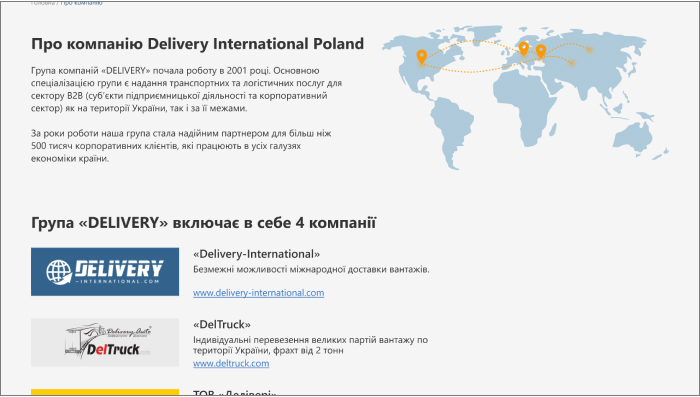 Головна / Про компанію
Про компанію Delivery International Poland
Група компаній «DELIVERY» почала роботу в 2001 році. Основною
спеціалізацією групи є надання транспортних та логістичних послуг для
сектору B2B (суб'єкти підприємницької діяльності та корпоративний
сектор) як на території України, так і за її межами.
За роки роботи наша група стала надійним партнером для більш ніж
500 тисяч корпоративних клієнтів, які працюють в усіх галузях
економіки країни.
Група «DELIVERY» включає в себе 4 компанії
DELIVERY
—INTERNATIONAL.COM—
«Delivery-International»
Безмежні можливості міжнародної доставки вантажів.
www.delivery-international.com
Delivery Auto
DelTruck.com
«DelTruck»
Індивідуальні перевезення великих партій вантажу по
території України, фрахт від 2 тонн
www.deltruck.com
ТОВ «Делівері»